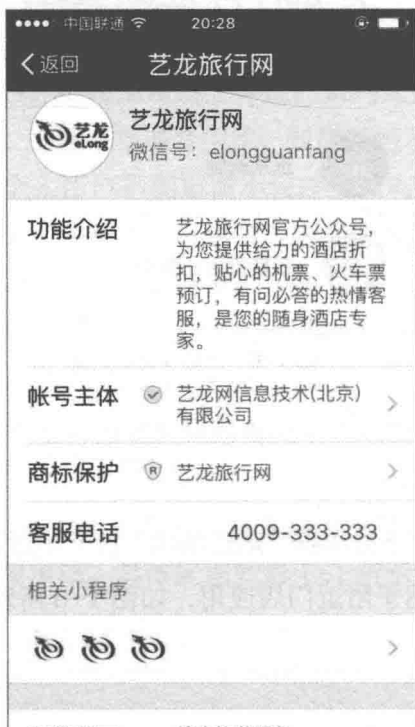 中国联通 20:28
返回 艺龙旅行网
艺龙 eLong
艺龙旅行网
微信号：elongguanfang
功能介绍 艺龙旅行网官方公众号，
为您提供给力的酒店折
扣，贴心的机票、火车票
预订，有问必答的热情客
服，是您的随身酒店专
家。
帐号主体 艺龙网信息技术(北京)
有限公司
商标保护 ® 艺龙旅行网
客服电话 4009-333-333
相关小程序